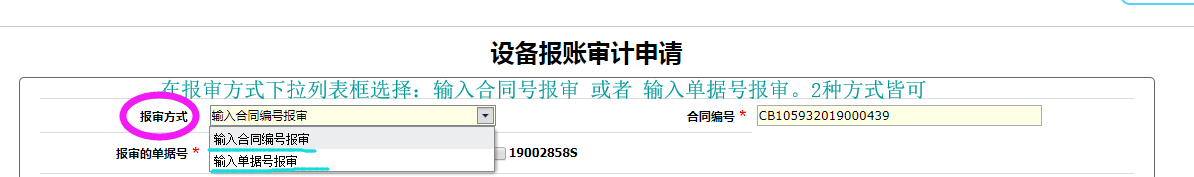 设备报账审计申请
在报审方式下拉列表框选择：输入合同号报审 或者 输入单据号报审。2种方式皆可
报审方式 输入合同编号报审 合同编号 * CB105932019000439
输入合同编号报审
报审的单据号 * 19002858S
输入单据号报审